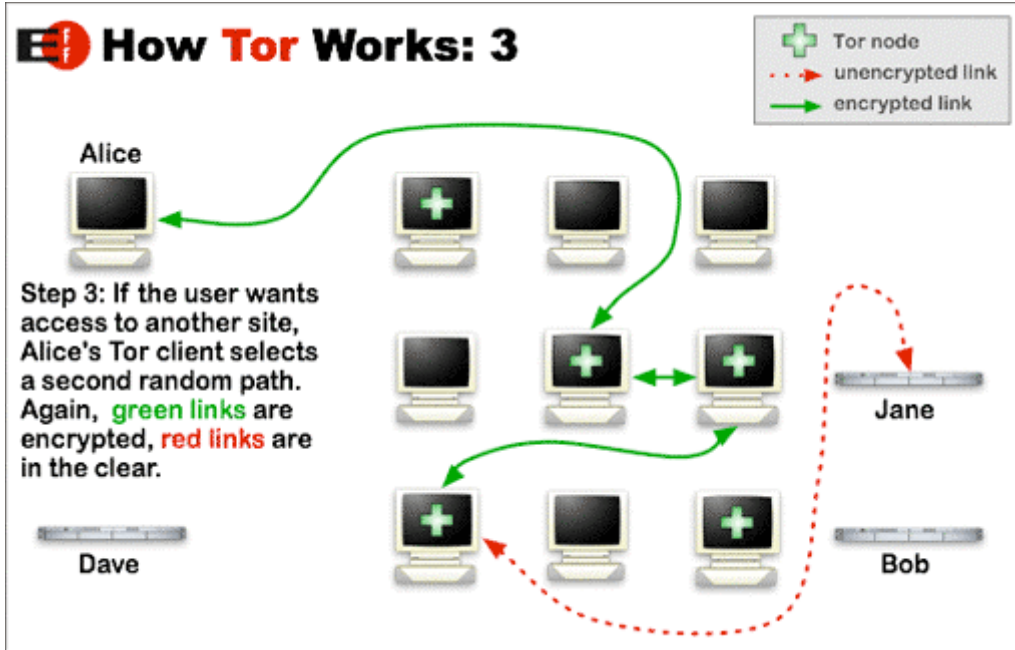 EFF How Tor Works: 3
Tor node
unencrypted link
encrypted link
Alice
Step 3: If the user wants
access to another site,
Alice's Tor client selects
a second random path.
Again, green links are
encrypted, red links are
in the clear.
Jane
Dave
Bob